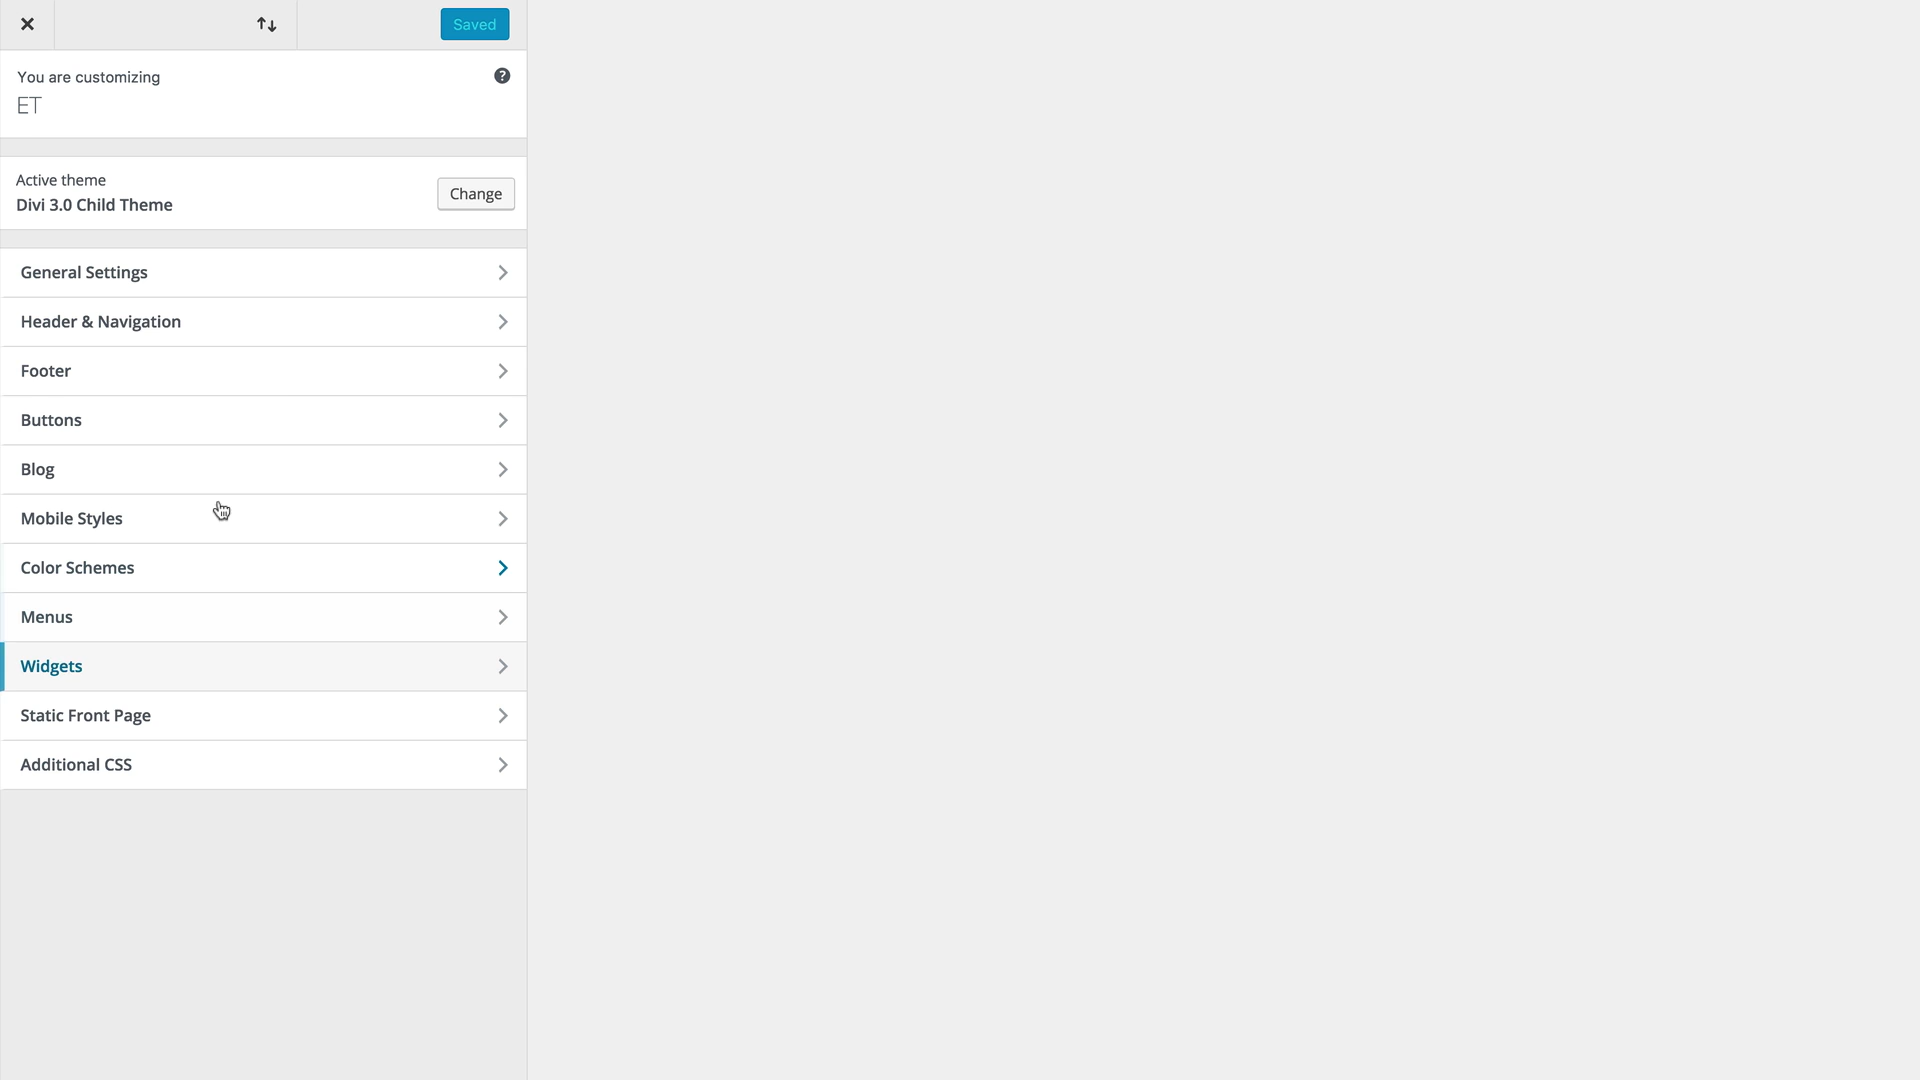 Saved
You are customizing
ET
Active theme
Divi 3.0 Child Theme
Change
General Settings
Header & Navigation
Footer
Buttons
Blog
Mobile Styles
Color Schemes
Menus
Widgets
Static Front Page
Additional CSS